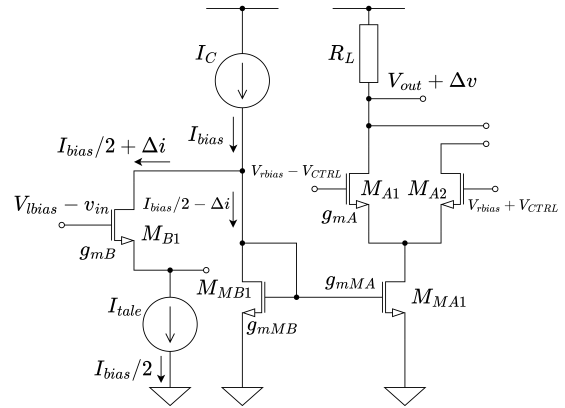 I_C
R_L
V_out + Δv
I_bias
I_bias/2 + Δi
V_rbias − V_CTRL
M_A1
M_A2
V_lbias − v_in
I_bias/2 − Δi
g_mA
V_rbias + V_CTRL
M_B1
g_mB
M_MB1
g_mMA
M_MA1
I_tale
g_mMB
I_bias/2